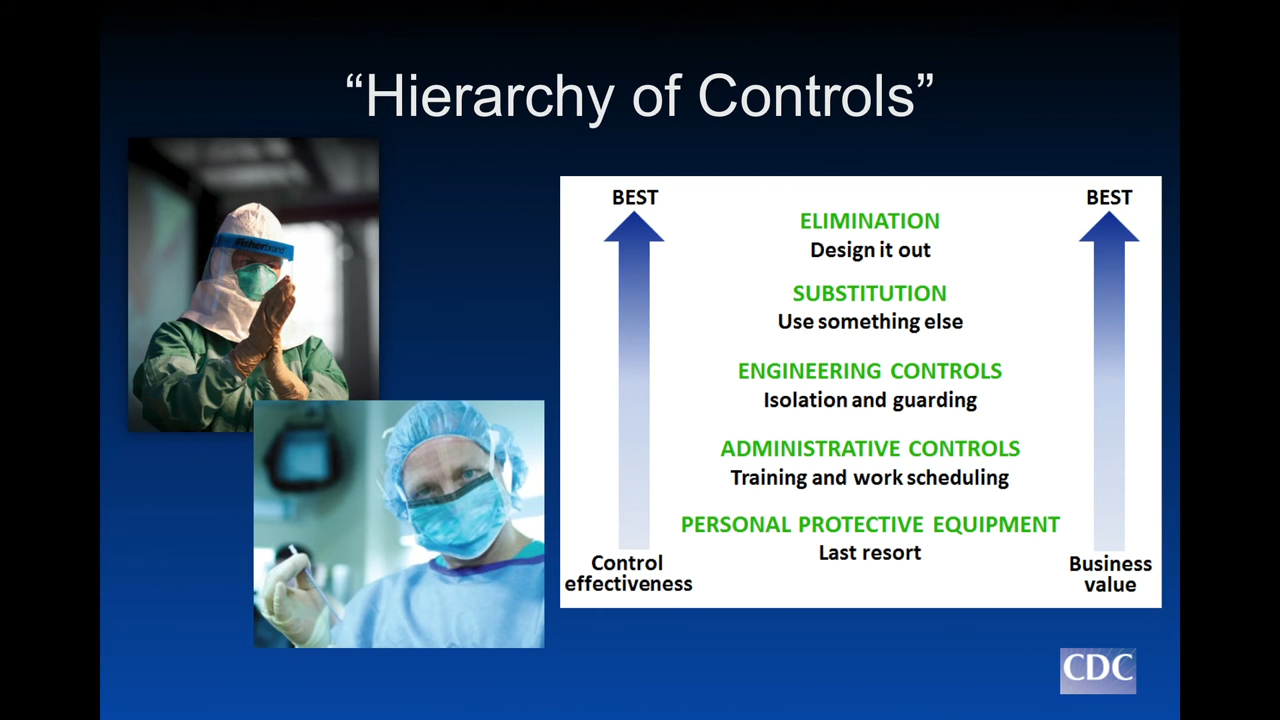 “Hierarchy of Controls”
fisherbrand
BEST
BEST
ELIMINATION
Design it out
SUBSTITUTION
Use something else
ENGINEERING CONTROLS
Isolation and guarding
ADMINISTRATIVE CONTROLS
Training and work scheduling
PERSONAL PROTECTIVE EQUIPMENT
Last resort
Control
effectiveness
Business
value
CDC